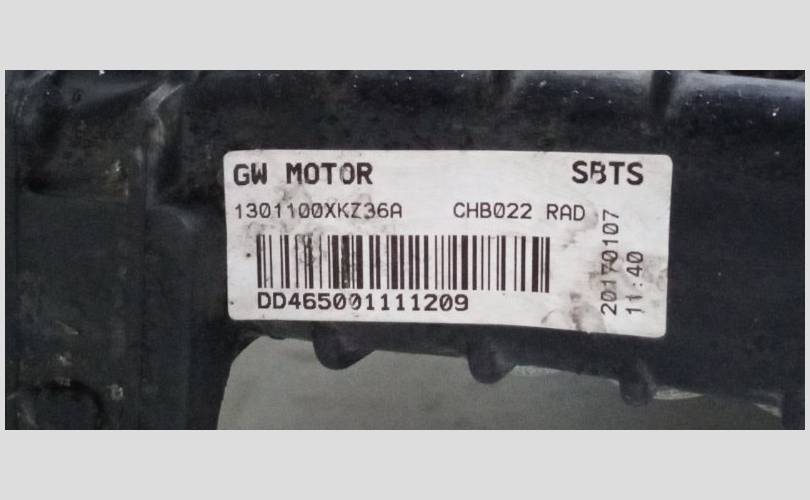 GW MOTOR SBTS
1301100XKZ36A CHB022 RAD
DD465001111209
20170107
11:40